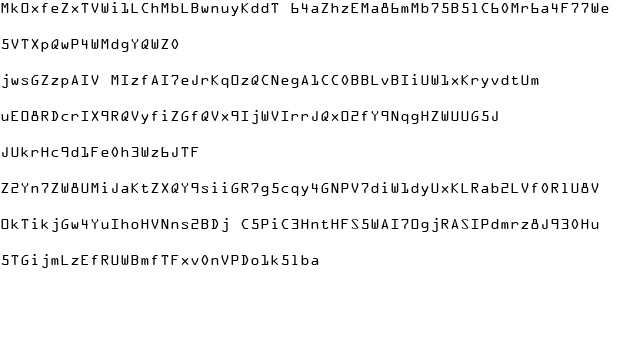 MkOxfeZxTVWi1LChMbLBwnuyKddT 64aZhzEMa86mMb75B51C60Mr6a4F77We
5VTXpQwP4WMdgYQWZ0
jwsGZzpAIV MIzfAI7eJrKqOzQCNegA1CC0BBLvBIiUW1xKryvdtUm
uE08RDcrIX9RQVyfiZGfQVx9IjWVIrrJQxO2fY9NqgHZWUUG5J
JUkrHc9d1Fe0h3Wz6JTF
Z2Yn7ZW8UMiJaKtZXQY9siiGR7g5cqy4GNPV7diW1dyUxKLRab2LVf0R1U8V
OkTikjGw4YuIhoHVNns2BDj C5PiC3HntHFS5WAI7OgjRASIPdmrz8J930Hu
5TGijmLzEfRUWBmfTFxv0nVPDo1k51ba